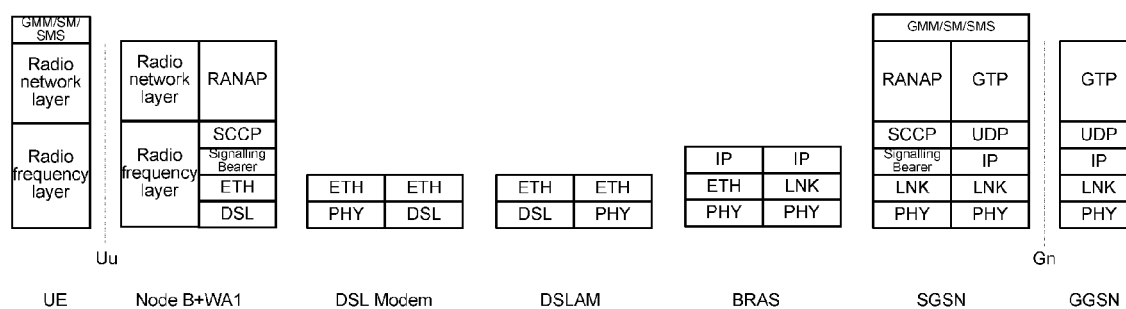 GMM/SM/
SMS
Radio
network
layer
Radio
frequency
layer
Uu
UE
Radio
network
layer
RANAP
Radio
frequency
layer
SCCP
Signalling
Bearer
ETH
DSL
Node B+WA1
ETH ETH
PHY DSL
DSL Modem
ETH ETH
DSL PHY
DSLAM
IP IP
ETH LNK
PHY PHY
BRAS
GMM/SM/SMS
RANAP GTP
SCCP UDP
Signalling
Bearer
IP
LNK LNK
PHY PHY
SGSN
Gn
GTP
UDP
IP
LNK
PHY
GGSN